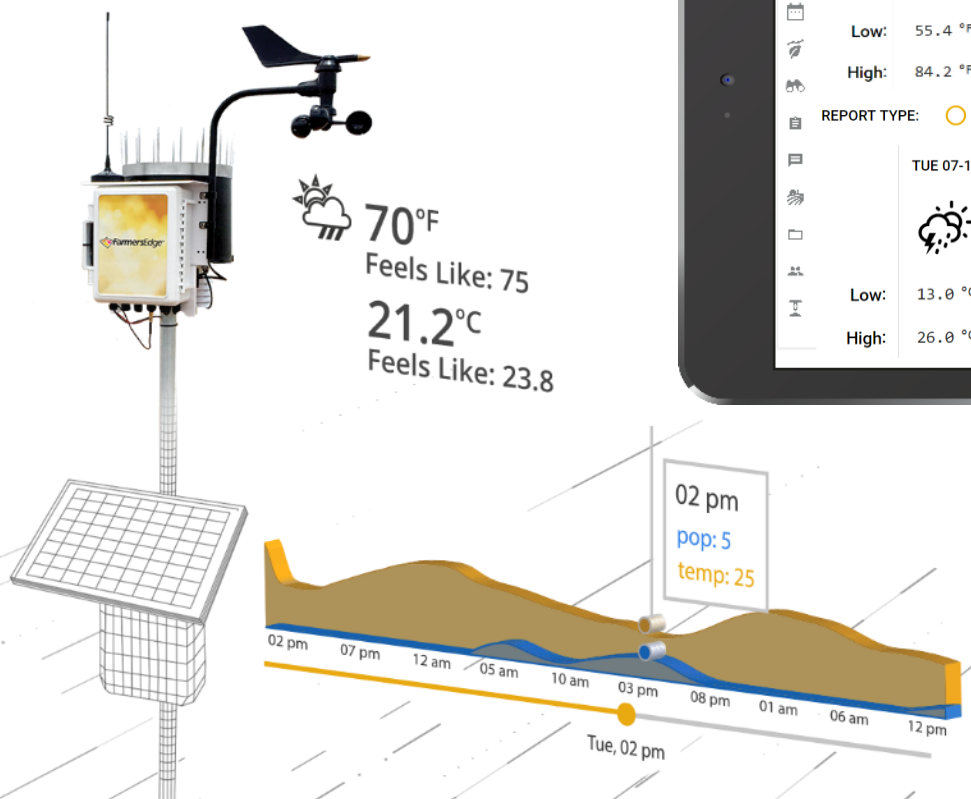 Low: 55.4 °F
High: 84.2 °F
REPORT TYPE:
TUE 07-1
Low: 13.0 °C
High: 26.0 °C
FarmersEdge
70°F
Feels Like: 75
21.2°C
Feels Like: 23.8
02 pm
pop: 5
temp: 25
02 pm 07 pm 12 am 05 am 10 am 03 pm 08 pm 01 am 06 am 12 pm
Tue, 02 pm